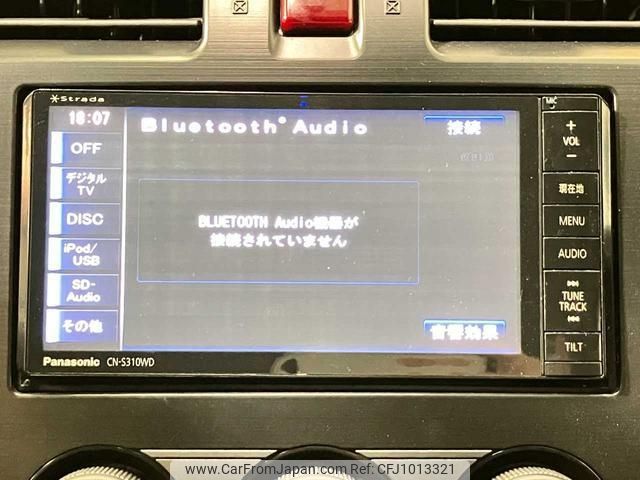 Strada
MIC
18:07
Bluetooth® Audio
接続
OFF
デジタル
TV
DISC
iPod/
USB
SD-
Audio
その他
BLUETOOTH Audio機器が
接続されていません
音響効果
+
VOL
-
現在地
MENU
AUDIO
TUNE
TRACK
TILT
Panasonic CN-S310WD
www.CarFromJapan.com - Ref No. CFJ10013321